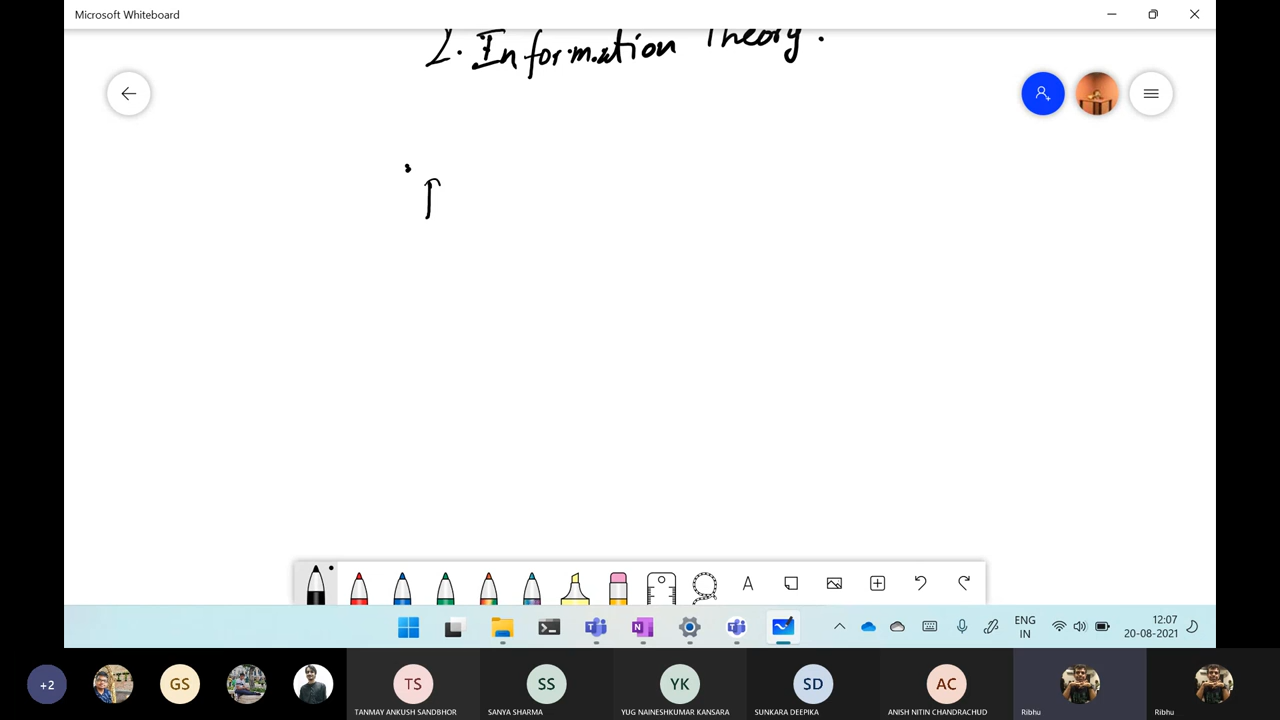 Microsoft Whiteboard
2. Information Theory.
A
ENG
IN
12:07
20-08-2021
+2
GS
TS
SS
YK
SD
AC
TANMAY ANKUSH SANDBHOR
SANYA SHARMA
YUG NAINESHKUMAR KANSARA
SUNKARA DEEPIKA
ANISH NITIN CHANDRACHUD
Ribhu
Ribhu